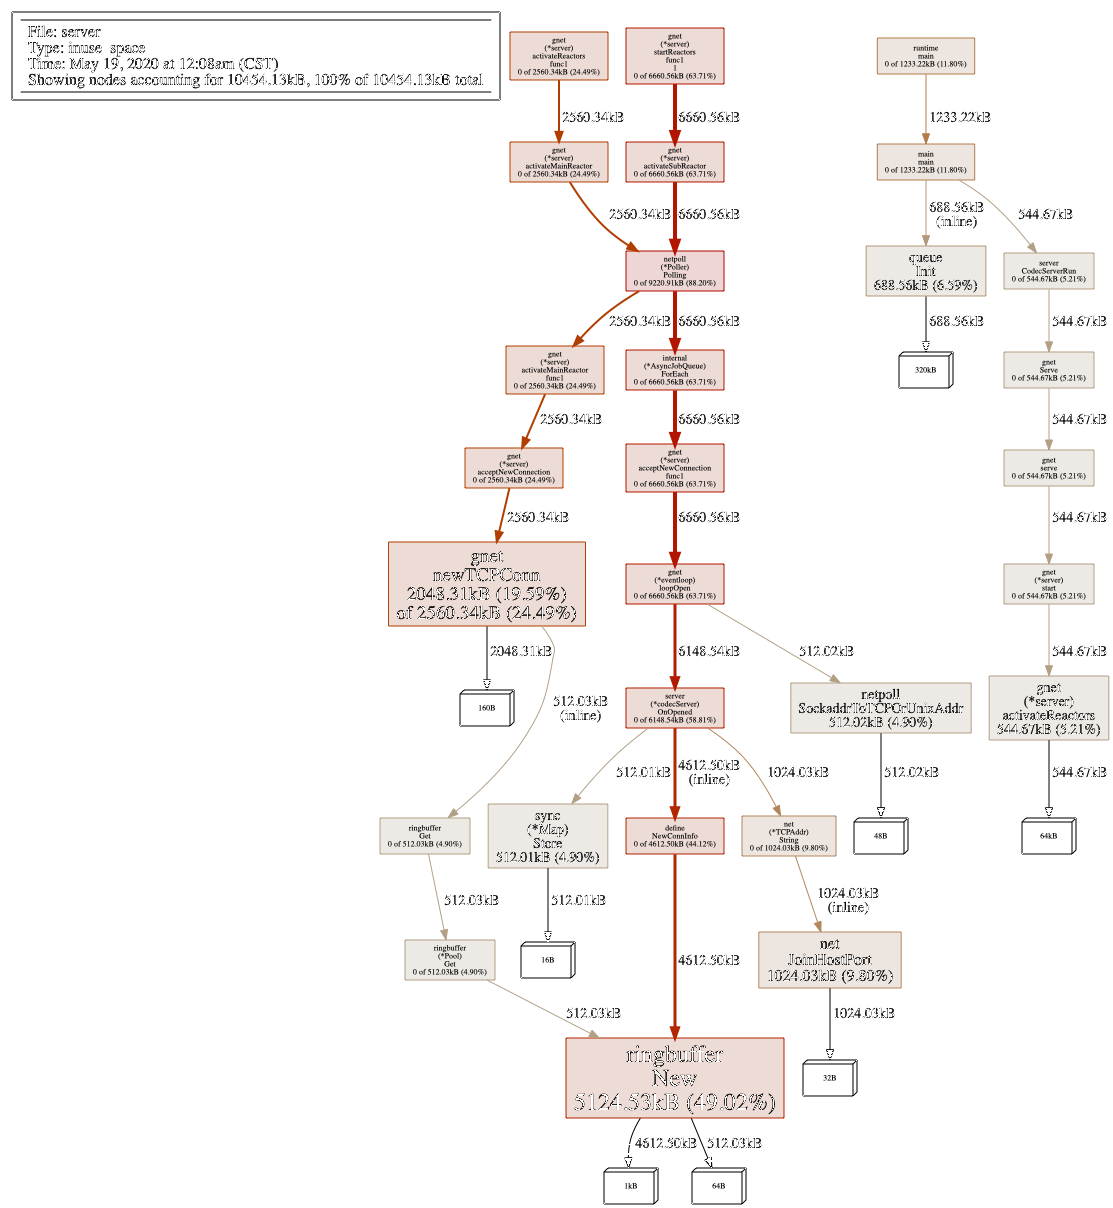 File: server
Type: inuse_space
Time: May 19, 2020 at 12:08am (CST)
Showing nodes accounting for 10454.13kB, 100% of 10454.13kB total
gnet
(*server)
activateReactors
func1
0 of 2560.34kB (24.49%)
gnet
(*server)
startReactors
func1
1
0 of 6660.56kB (63.71%)
runtime
main
0 of 1233.22kB (11.80%)
2560.34kB
6660.56kB
1233.22kB
gnet
(*server)
activateMainReactor
0 of 2560.34kB (24.49%)
gnet
(*server)
activateSubReactor
0 of 6660.56kB (63.71%)
main
main
0 of 1233.22kB (11.80%)
2560.34kB
6660.56kB
688.56kB
(inline)
544.67kB
netpoll
(*Poller)
Polling
0 of 9220.91kB (88.20%)
queue
Init
688.56kB (6.59%)
server
CodecServerRun
0 of 544.67kB (5.21%)
2560.34kB
6660.56kB
688.56kB
544.67kB
gnet
(*server)
activateMainReactor
func1
0 of 2560.34kB (24.49%)
internal
(*AsyncJobQueue)
ForEach
0 of 6660.56kB (63.71%)
320kB
gnet
Serve
0 of 544.67kB (5.21%)
2560.34kB
6660.56kB
544.67kB
gnet
(*server)
acceptNewConnection
0 of 2560.34kB (24.49%)
gnet
(*server)
acceptNewConnection
func1
0 of 6660.56kB (63.71%)
gnet
serve
0 of 544.67kB (5.21%)
2560.34kB
6660.56kB
544.67kB
gnet
newTCPConn
2048.31kB (19.59%)
of 2560.34kB (24.49%)
gnet
(*eventloop)
loopOpen
0 of 6660.56kB (63.71%)
gnet
(*server)
start
0 of 544.67kB (5.21%)
2048.31kB
6148.54kB
512.02kB
544.67kB
160B
512.03kB
(inline)
server
(*codecServer)
OnOpened
0 of 6148.54kB (58.81%)
netpoll
SockaddrToTCPOrUnixAddr
512.02kB (4.90%)
gnet
(*server)
activateReactors
544.67kB (5.21%)
512.01kB
4612.50kB
(inline)
1024.03kB
512.02kB
544.67kB
ringbuffer
Get
0 of 512.03kB (4.90%)
sync
(*Map)
Store
512.01kB (4.90%)
define
NewConnInfo
0 of 4612.50kB (44.12%)
net
(*TCPAddr)
String
0 of 1024.03kB (9.80%)
48B
64kB
512.03kB
512.01kB
1024.03kB
(inline)
ringbuffer
(*Pool)
Get
0 of 512.03kB (4.90%)
16B
4612.50kB
net
JoinHostPort
1024.03kB (9.80%)
512.03kB
1024.03kB
ringbuffer
New
5124.53kB (49.02%)
32B
4612.50kB
512.03kB
1kB
64B